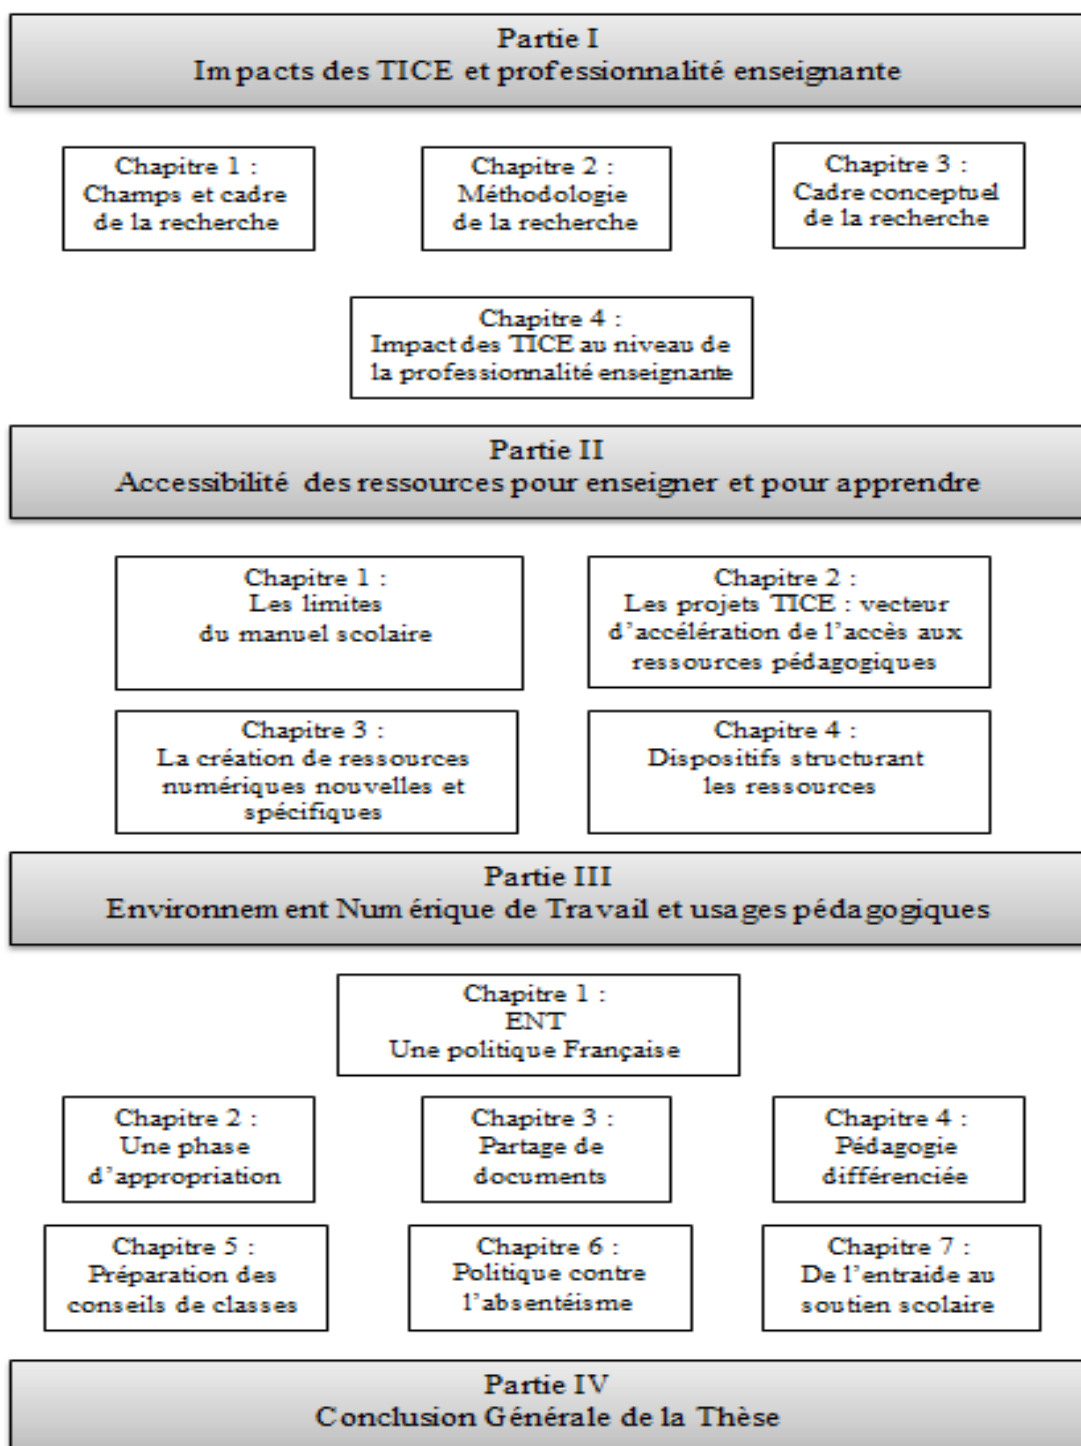 Partie I
Impacts des TICE et professionnalité enseignante
Chapitre 1 :
Champs et cadre
de la recherche
Chapitre 2 :
Méthodologie
de la recherche
Chapitre 3 :
Cadre conceptuel
de la recherche
Chapitre 4 :
Impact des TICE au niveau de
la professionnalité enseignante
Partie II
Accessibilité des ressources pour enseigner et pour apprendre
Chapitre 1 :
Les limites
du manuel scolaire
Chapitre 2 :
Les projets TICE : vecteur
d'accélération de l'accès aux
ressources pédagogiques
Chapitre 3 :
La création de ressources
numériques nouvelles et
spécifiques
Chapitre 4 :
Dispositifs structurant
les ressources
Partie III
Environnement Numérique de Travail et usages pédagogiques
Chapitre 1 :
ENT
Une politique Française
Chapitre 2 :
Une phase
d'appropriation
Chapitre 3 :
Partage de
documents
Chapitre 4 :
Pédagogie
différenciée
Chapitre 5 :
Préparation des
conseils de classes
Chapitre 6 :
Politique contre
l'absentéisme
Chapitre 7 :
De l'entraide au
soutien scolaire
Partie IV
Conclusion Générale de la Thèse